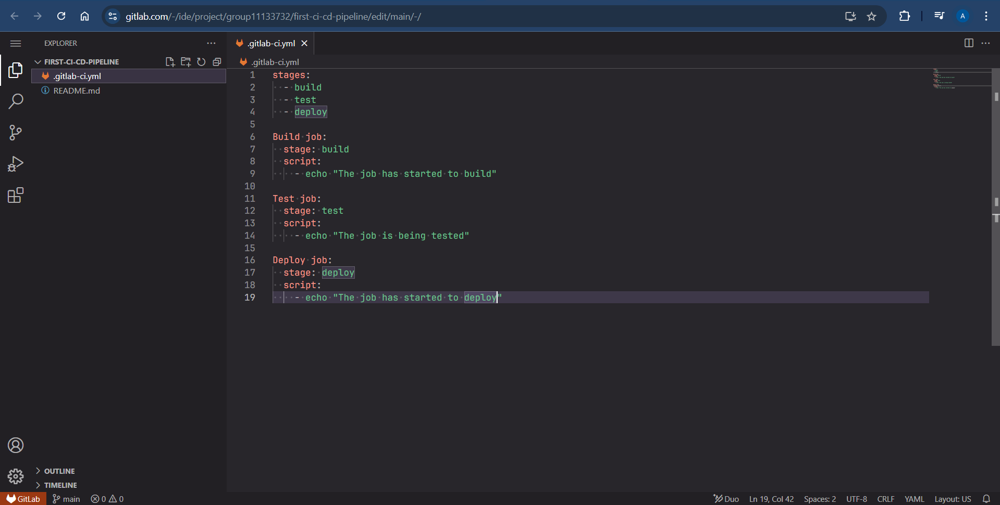 gitlab.com/-/ide/project/group11133732/first-ci-cd-pipeline/edit/main/-/
A
EXPLORER
FIRST-CI-CD-PIPELINE
.gitlab-ci.yml
README.md
OUTLINE
TIMELINE
.gitlab-ci.yml
.gitlab-ci.yml
1 stages:
2 - build
3 - test
4 - deploy
5
6 Build job:
7 stage: build
8 script:
9 - echo "The job has started to build"
10
11 Test job:
12 stage: test
13 script:
14 - echo "The job is being tested"
15
16 Deploy job:
17 stage: deploy
18 script:
19 - echo "The job has started to deploy"
GitLab main 0 0 Duo Ln 19, Col 42 Spaces: 2 UTF-8 CRLF YAML Layout: US